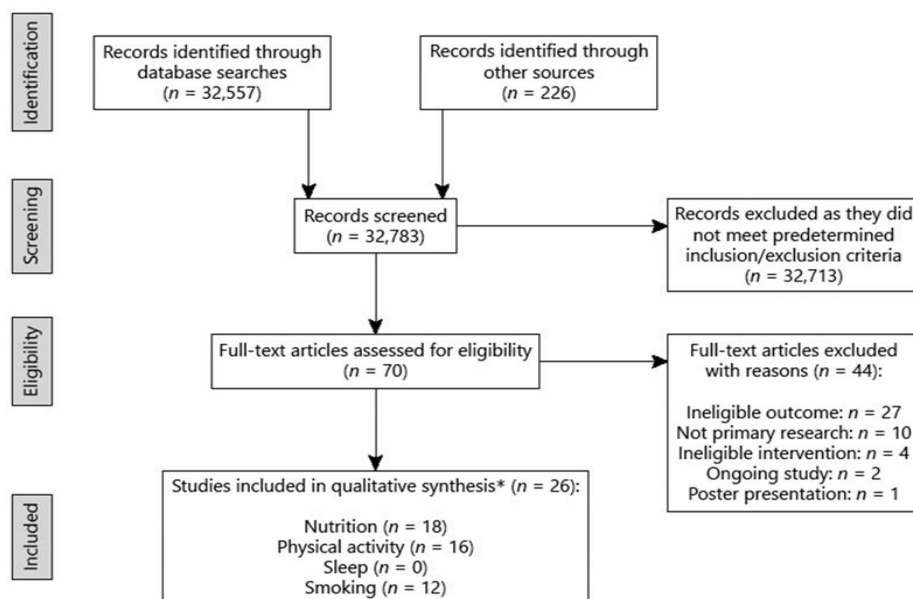 Identification
Records identified through
database searches
(n = 32,557)
Records identified through
other sources
(n = 226)
Screening
Records screened
(n = 32,783)
Records excluded as they did
not meet predetermined
inclusion/exclusion criteria
(n = 32,713)
Eligibility
Full-text articles assessed for eligibility
(n = 70)
Full-text articles excluded
with reasons (n = 44):
Ineligible outcome: n = 27
Not primary research: n = 10
Ineligible intervention: n = 4
Ongoing study: n = 2
Poster presentation: n = 1
Included
Studies included in qualitative synthesis* (n = 26):
Nutrition (n = 18)
Physical activity (n = 16)
Sleep (n = 0)
Smoking (n = 12)